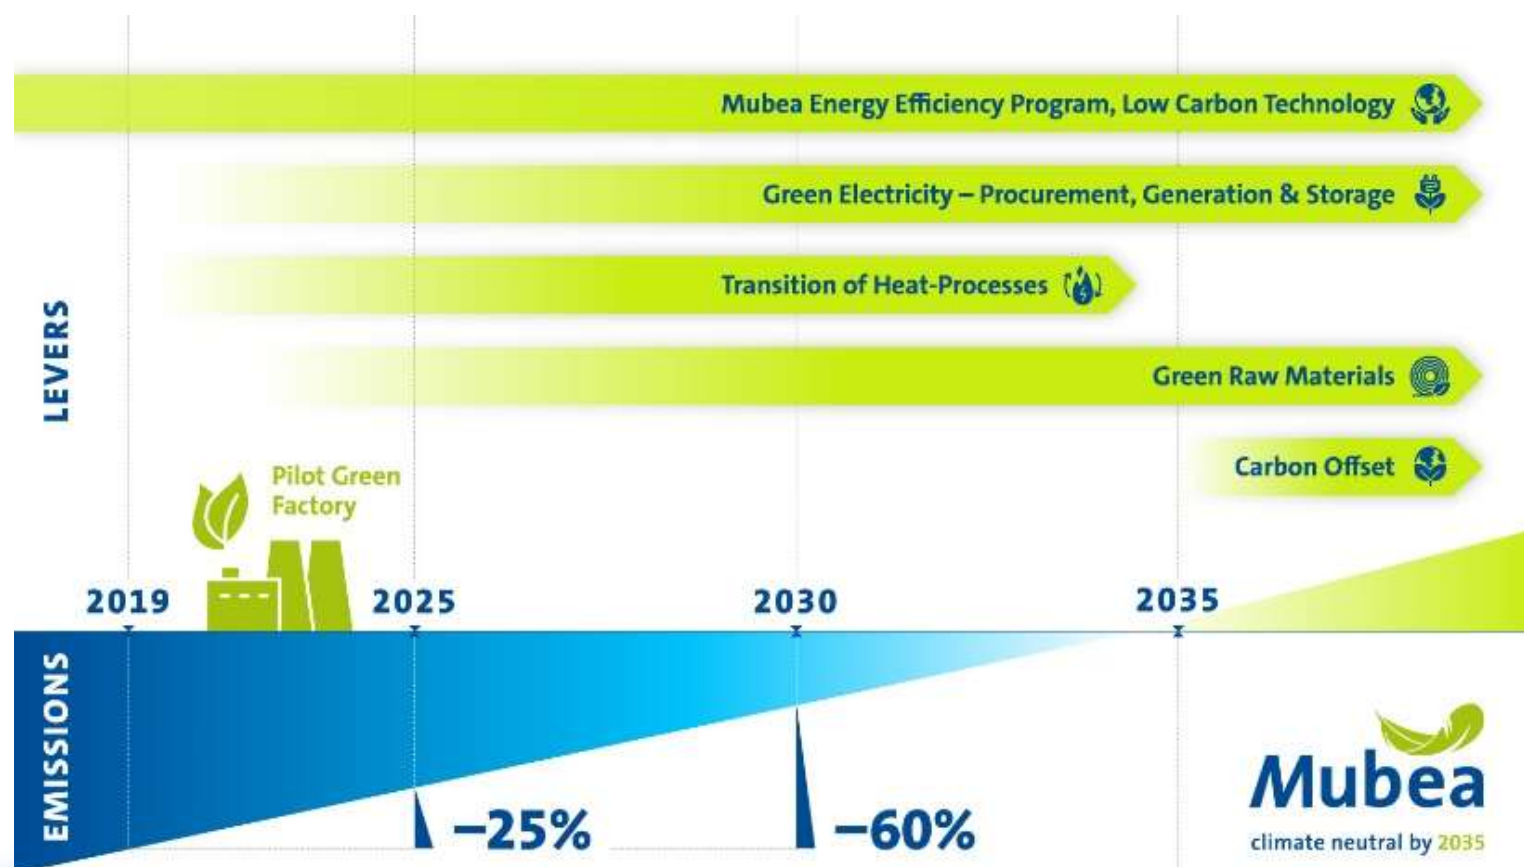 Mubea Energy Efficiency Program, Low Carbon Technology
Green Electricity – Procurement, Generation & Storage
Transition of Heat-Processes
Green Raw Materials
Carbon Offset
LEVERS
Pilot Green
Factory
2019
2025
2030
2035
EMISSIONS
–25%
–60%
Mubea
climate neutral by 2035